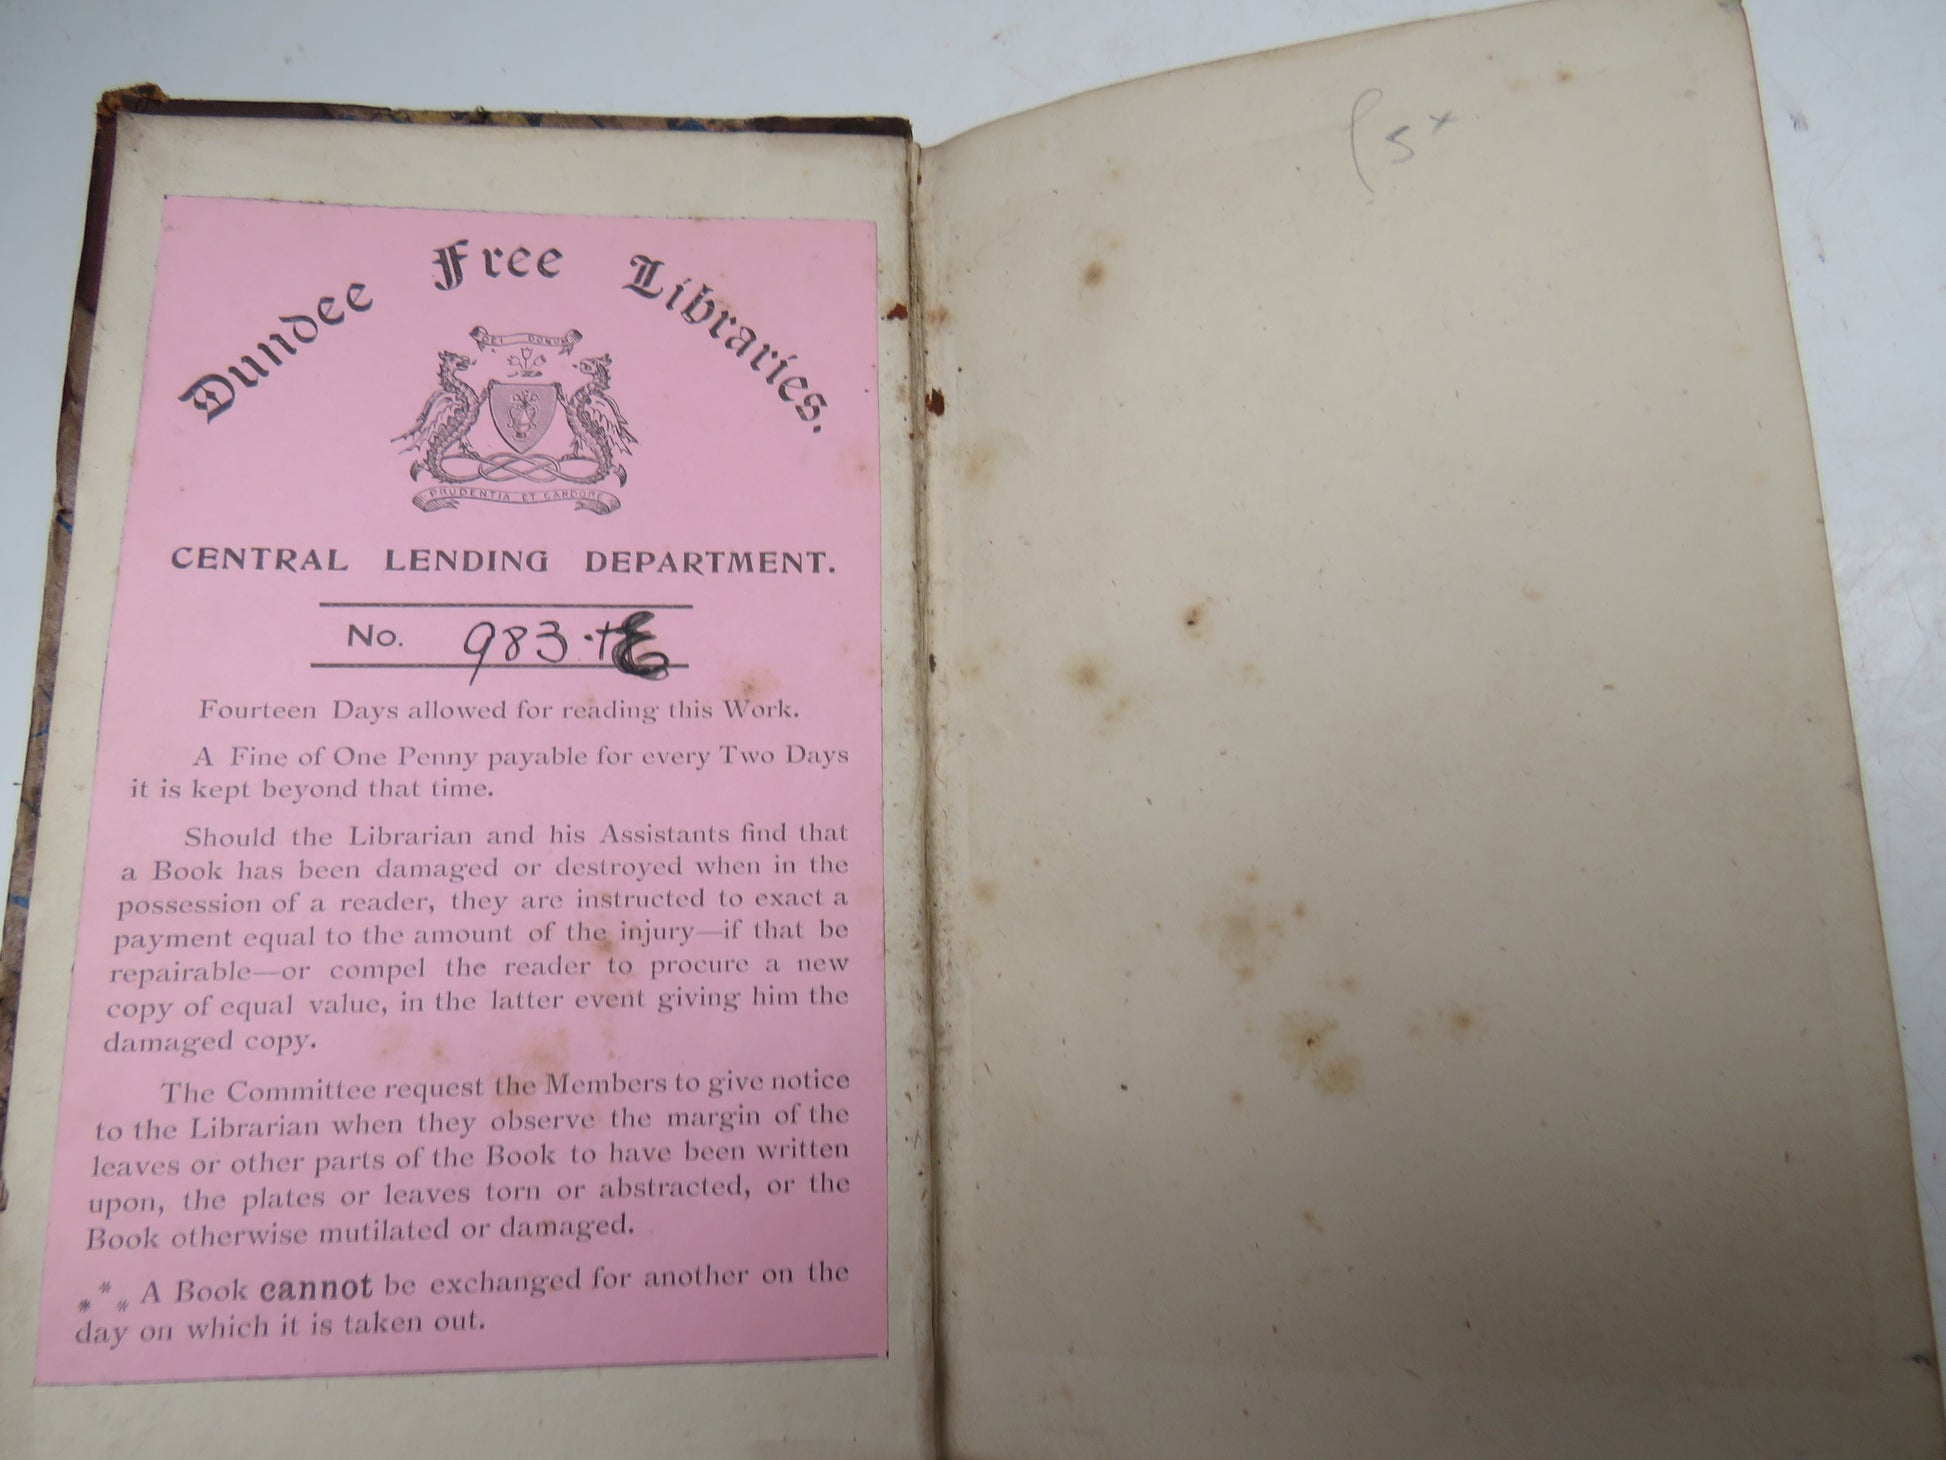 Dundee Free Libraries.
DEI DONUM
PRUDENTIA ET CANDORE
CENTRAL LENDING DEPARTMENT.
No. 983
Fourteen Days allowed for reading this Work.
A Fine of One Penny payable for every Two Days
it is kept beyond that time.
Should the Librarian and his Assistants find that
a Book has been damaged or destroyed when in the
possession of a reader, they are instructed to exact a
payment equal to the amount of the injury—if that be
repairable—or compel the reader to procure a new
copy of equal value, in the latter event giving him the
damaged copy.
The Committee request the Members to give notice
to the Librarian when they observe the margin of the
leaves or other parts of the Book to have been written
upon, the plates or leaves torn or abstracted, or the
Book otherwise mutilated or damaged.
*** A Book cannot be exchanged for another on the
day on which it is taken out.